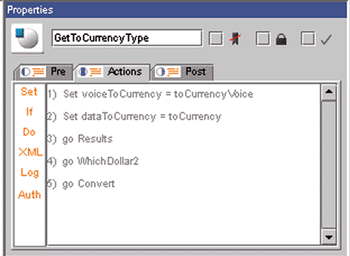 Properties
GetToCurrencyType
Pre Actions Post
Set
If
Do
XML
Log
Auth
1) Set voiceToCurrency = toCurrencyVoice
2) Set dataToCurrency = toCurrency
3) go Results
4) go WhichDollar2
5) go Convert